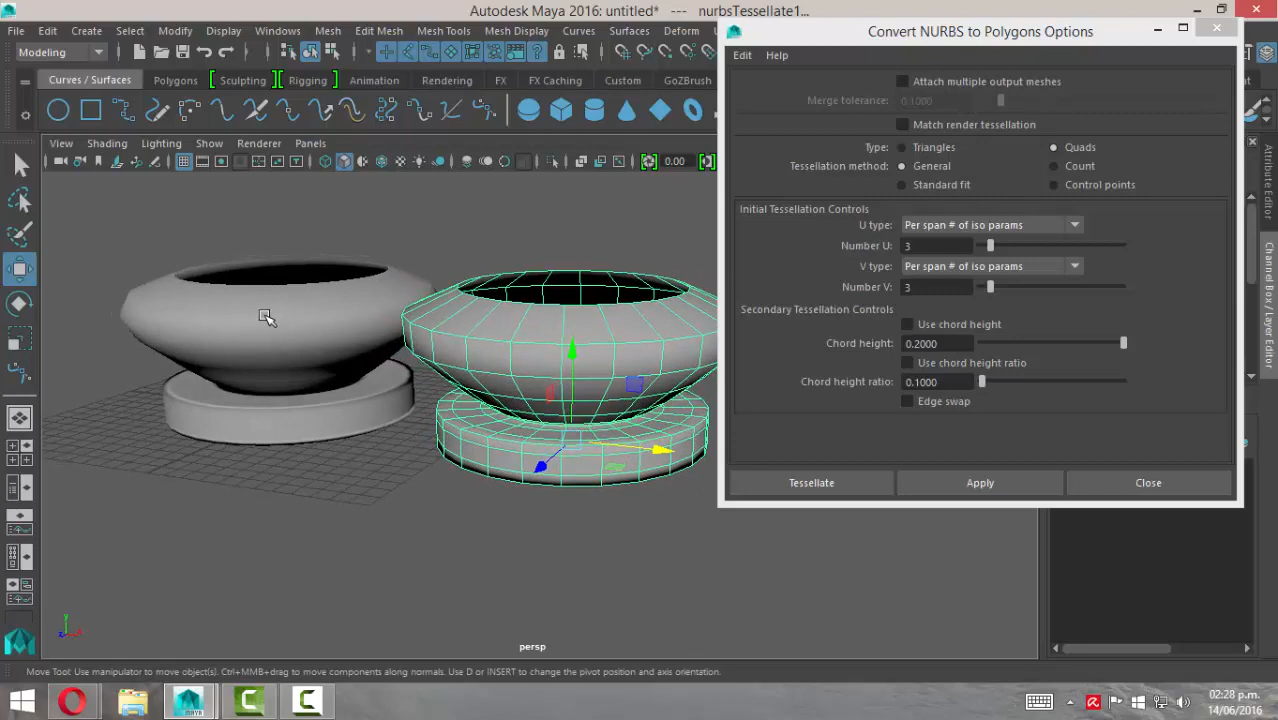 Autodesk Maya 2016: untitled*   ---   nurbsTessellate1...
File Edit Create Select Modify Display Windows Mesh Edit Mesh Mesh Tools Mesh Display Curves Surfaces Deform
Modeling
Curves / Surfaces Polygons Sculpting Rigging Animation Rendering FX FX Caching Custom GoZBrush
View Shading Lighting Show Renderer Panels
0.00
Convert NURBS to Polygons Options
Edit Help
Attach multiple output meshes
Merge tolerance: 0.1000
Match render tessellation
Type: Triangles Quads
Tessellation method: General Count
Standard fit Control points
Initial Tessellation Controls
U type: Per span # of iso params
Number U: 3
V type: Per span # of iso params
Number V: 3
Secondary Tessellation Controls
Use chord height
Chord height: 0.2000
Use chord height ratio
Chord height ratio: 0.1000
Edge swap
Tessellate Apply Close
Attribute Editor
Channel Box / Layer Editor
y
x
z
persp
Move Tool: Use manipulator to move object(s). Ctrl+MMB+drag to move components along normals. Use D or INSERT to change the pivot position and axis orientation.
MAYA
02:28 p.m.
14/06/2016